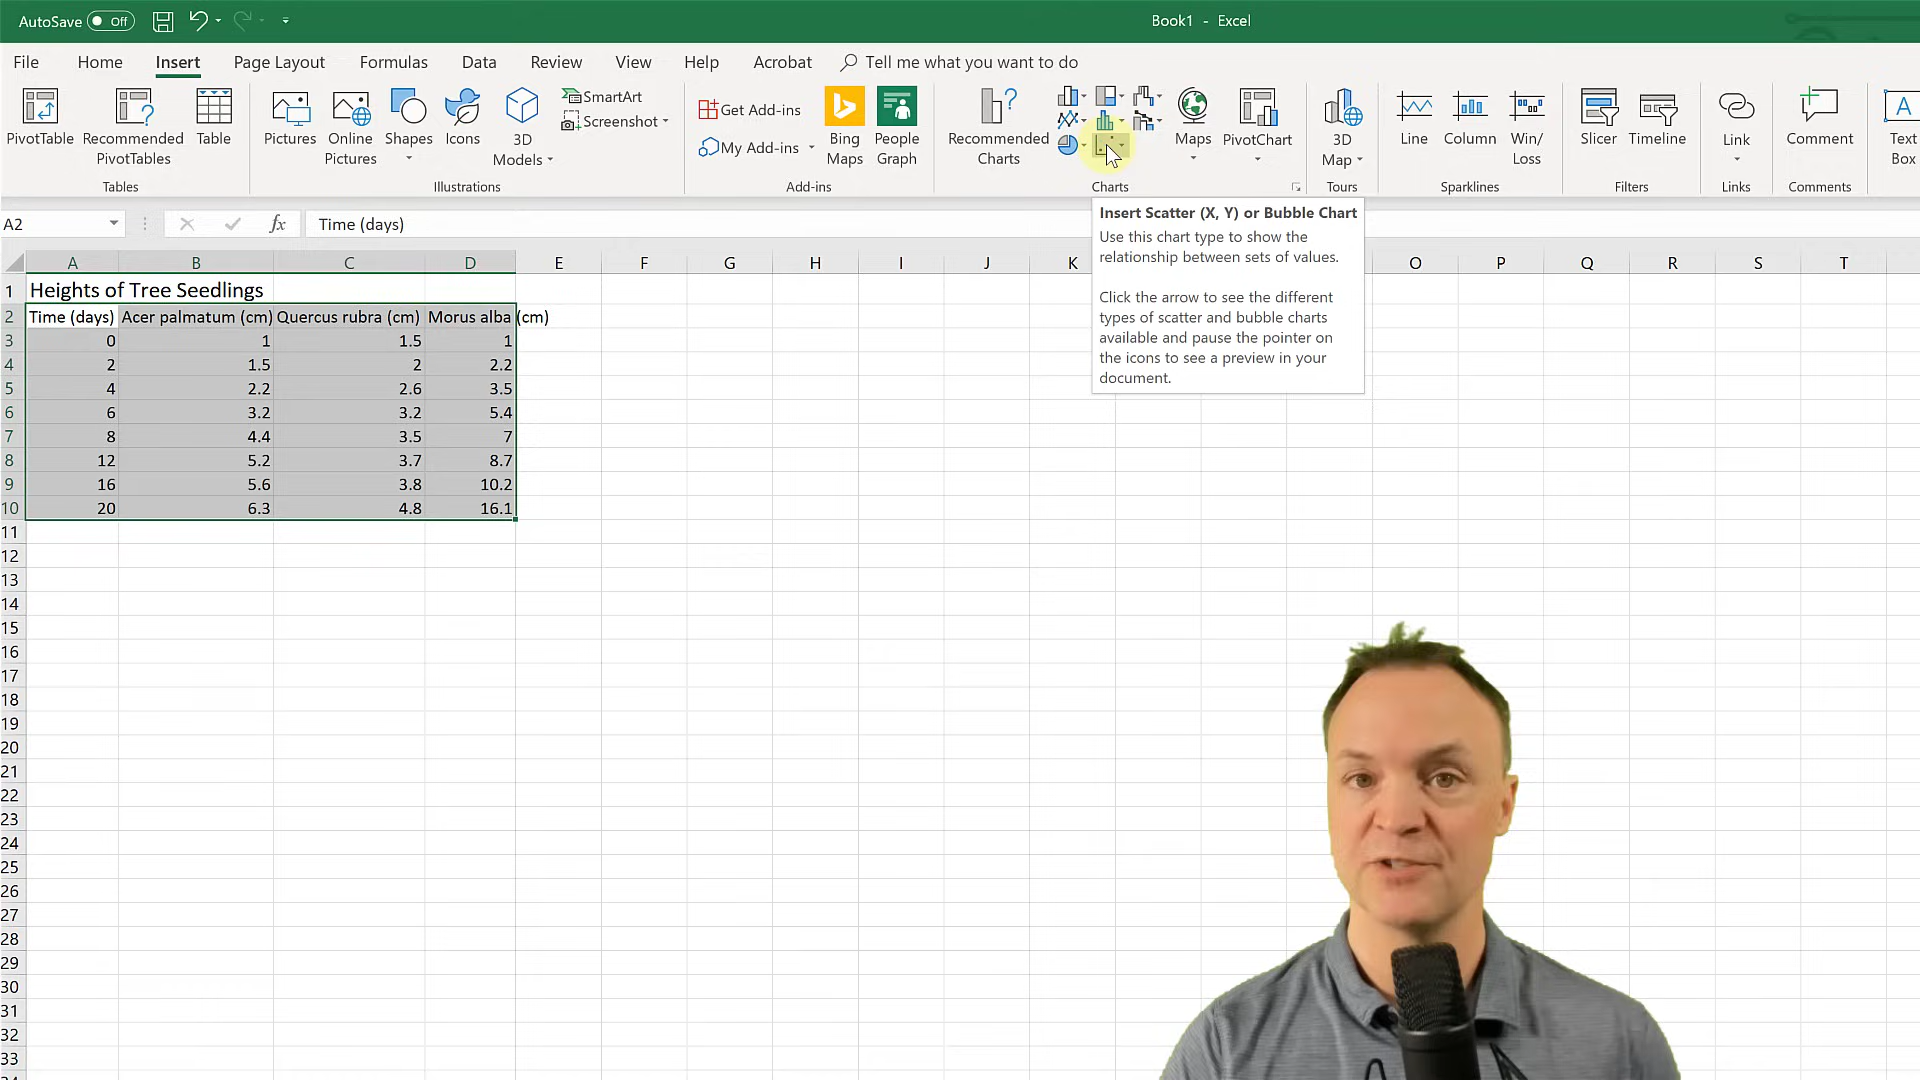 AutoSave Off
Book1 - Excel
File Home Insert Page Layout Formulas Data Review View Help Acrobat Tell me what you want to do
PivotTable
Recommended PivotTables
Table
Tables
Pictures
Online Pictures
Shapes
Icons
3D Models
SmartArt
Screenshot
Illustrations
Get Add-ins
My Add-ins
Bing Maps
People Graph
Add-ins
Recommended Charts
Maps
PivotChart
Charts
3D Map
Tours
Line
Column
Win/ Loss
Sparklines
Slicer
Timeline
Filters
Link
Links
Comment
Comments
Text Box
A2 fx Time (days)
A B C D E F G H I J K O P Q R S T
1 Heights of Tree Seedlings
2 Time (days) Acer palmatum (cm) Quercus rubra (cm) Morus alba (cm)
3 0 1 1.5 1
4 2 1.5 2 2.2
5 4 2.2 2.6 3.5
6 6 3.2 3.2 5.4
7 8 4.4 3.5 7
8 12 5.2 3.7 8.7
9 16 5.6 3.8 10.2
10 20 6.3 4.8 16.1
11
12
13
14
15
16
17
18
19
20
21
22
23
24
25
26
27
28
29
30
31
32
33
Insert Scatter (X, Y) or Bubble Chart
Use this chart type to show the
relationship between sets of values.
Click the arrow to see the different
types of scatter and bubble charts
available and pause the pointer on
the icons to see a preview in your
document.